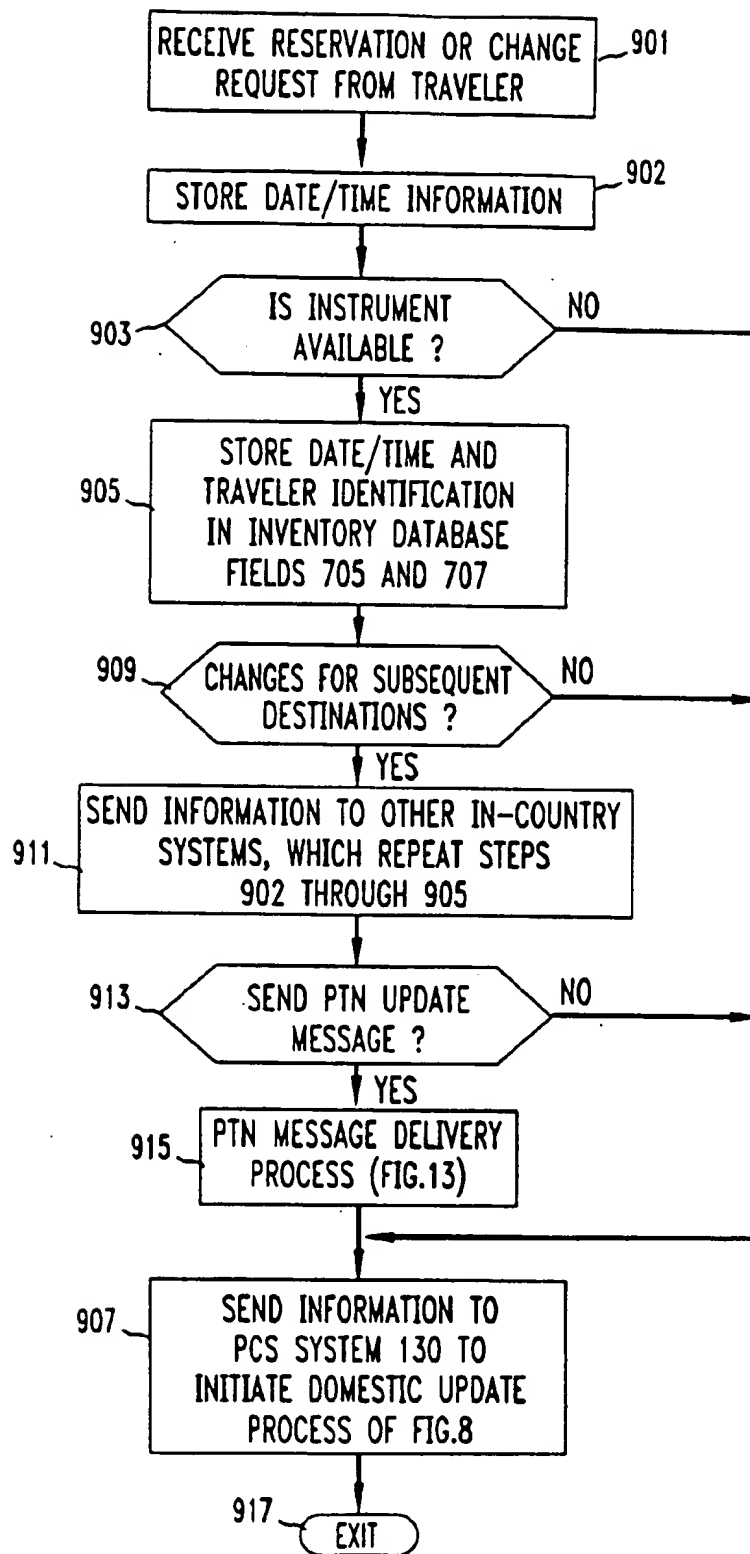 RECEIVE RESERVATION OR CHANGE
REQUEST FROM TRAVELER
901
STORE DATE/TIME INFORMATION
902
IS INSTRUMENT
AVAILABLE ?
903
NO
YES
STORE DATE/TIME AND
TRAVELER IDENTIFICATION
IN INVENTORY DATABASE
FIELDS 705 AND 707
905
CHANGES FOR SUBSEQUENT
DESTINATIONS ?
909
NO
YES
SEND INFORMATION TO OTHER IN-COUNTRY
SYSTEMS, WHICH REPEAT STEPS
902 THROUGH 905
911
SEND PTN UPDATE
MESSAGE ?
913
NO
YES
PTN MESSAGE DELIVERY
PROCESS (FIG.13)
915
SEND INFORMATION TO
PCS SYSTEM 130 TO
INITIATE DOMESTIC UPDATE
PROCESS OF FIG.8
907
EXIT
917